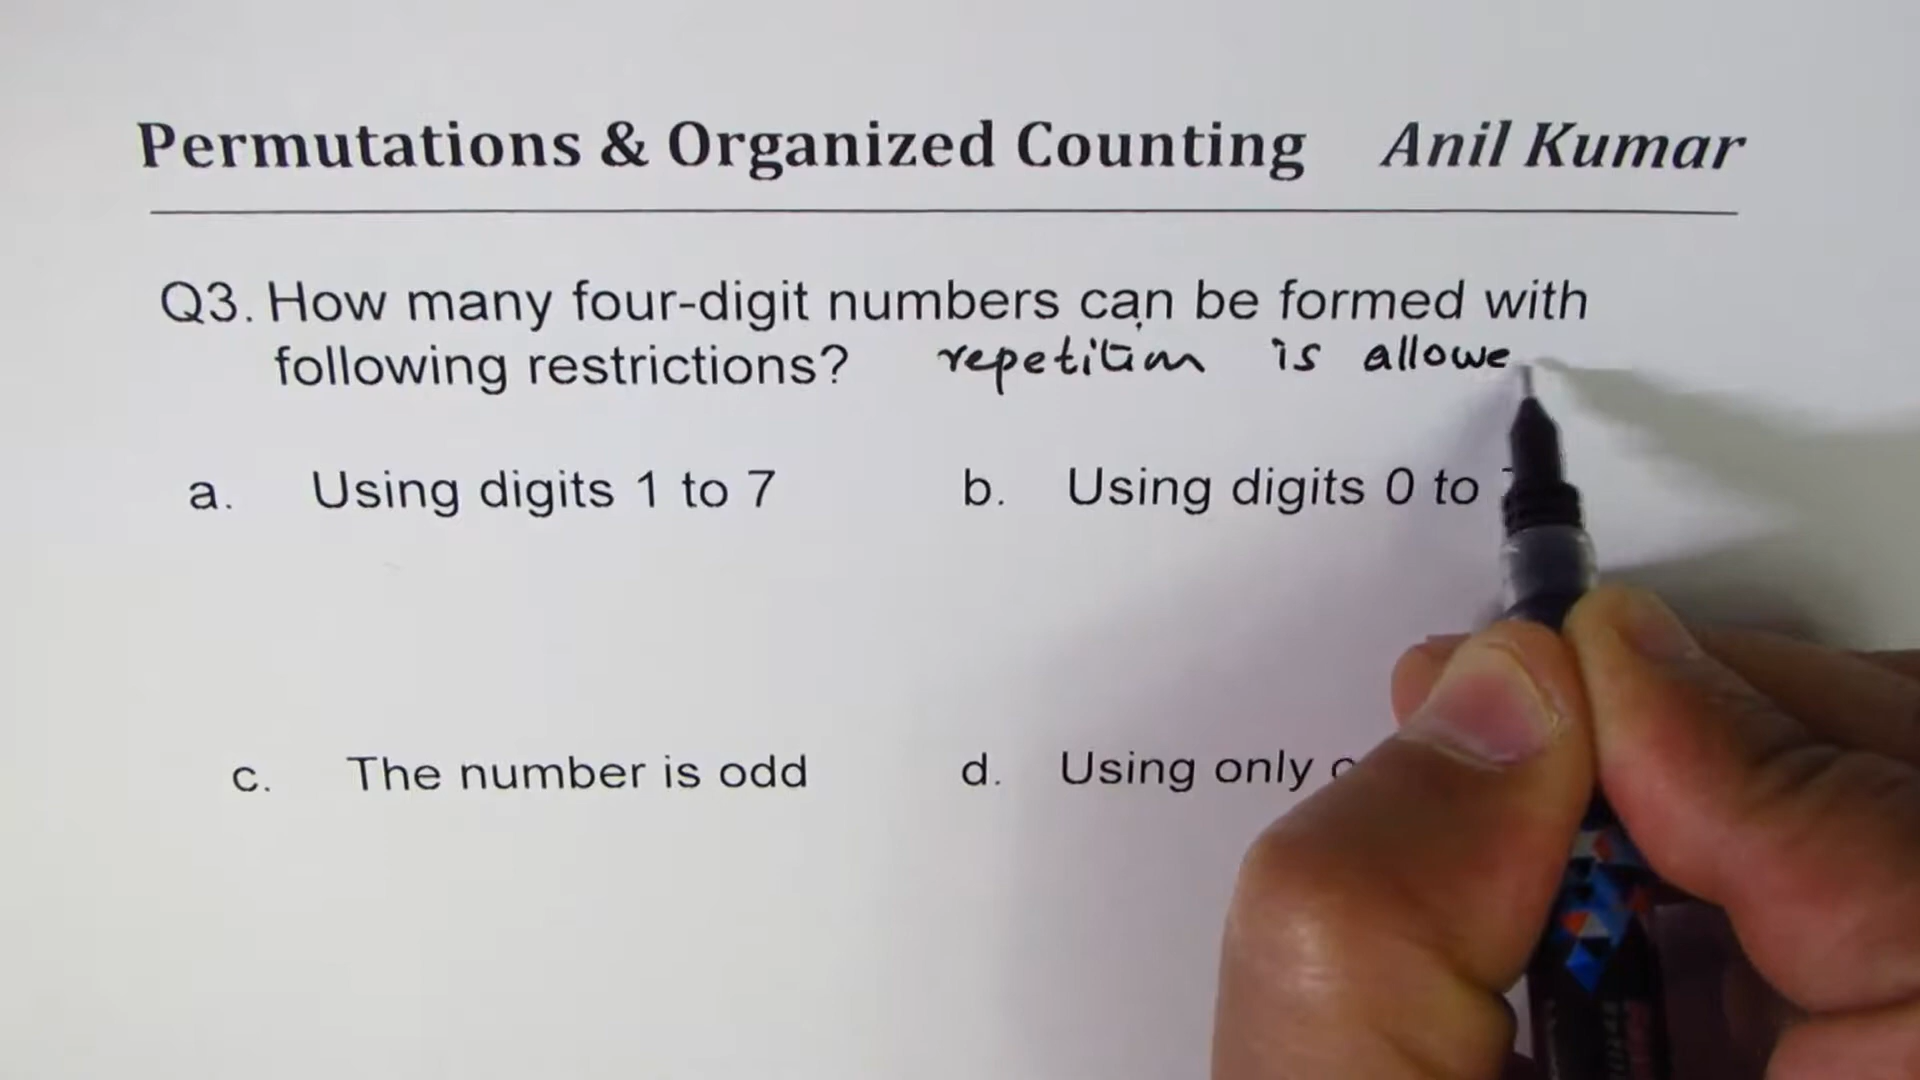 Permutations & Organized Counting Anil Kumar
Q3. How many four-digit numbers can be formed with
following restrictions? repetition is allowe
a. Using digits 1 to 7 b. Using digits 0 to
c. The number is odd d. Using only